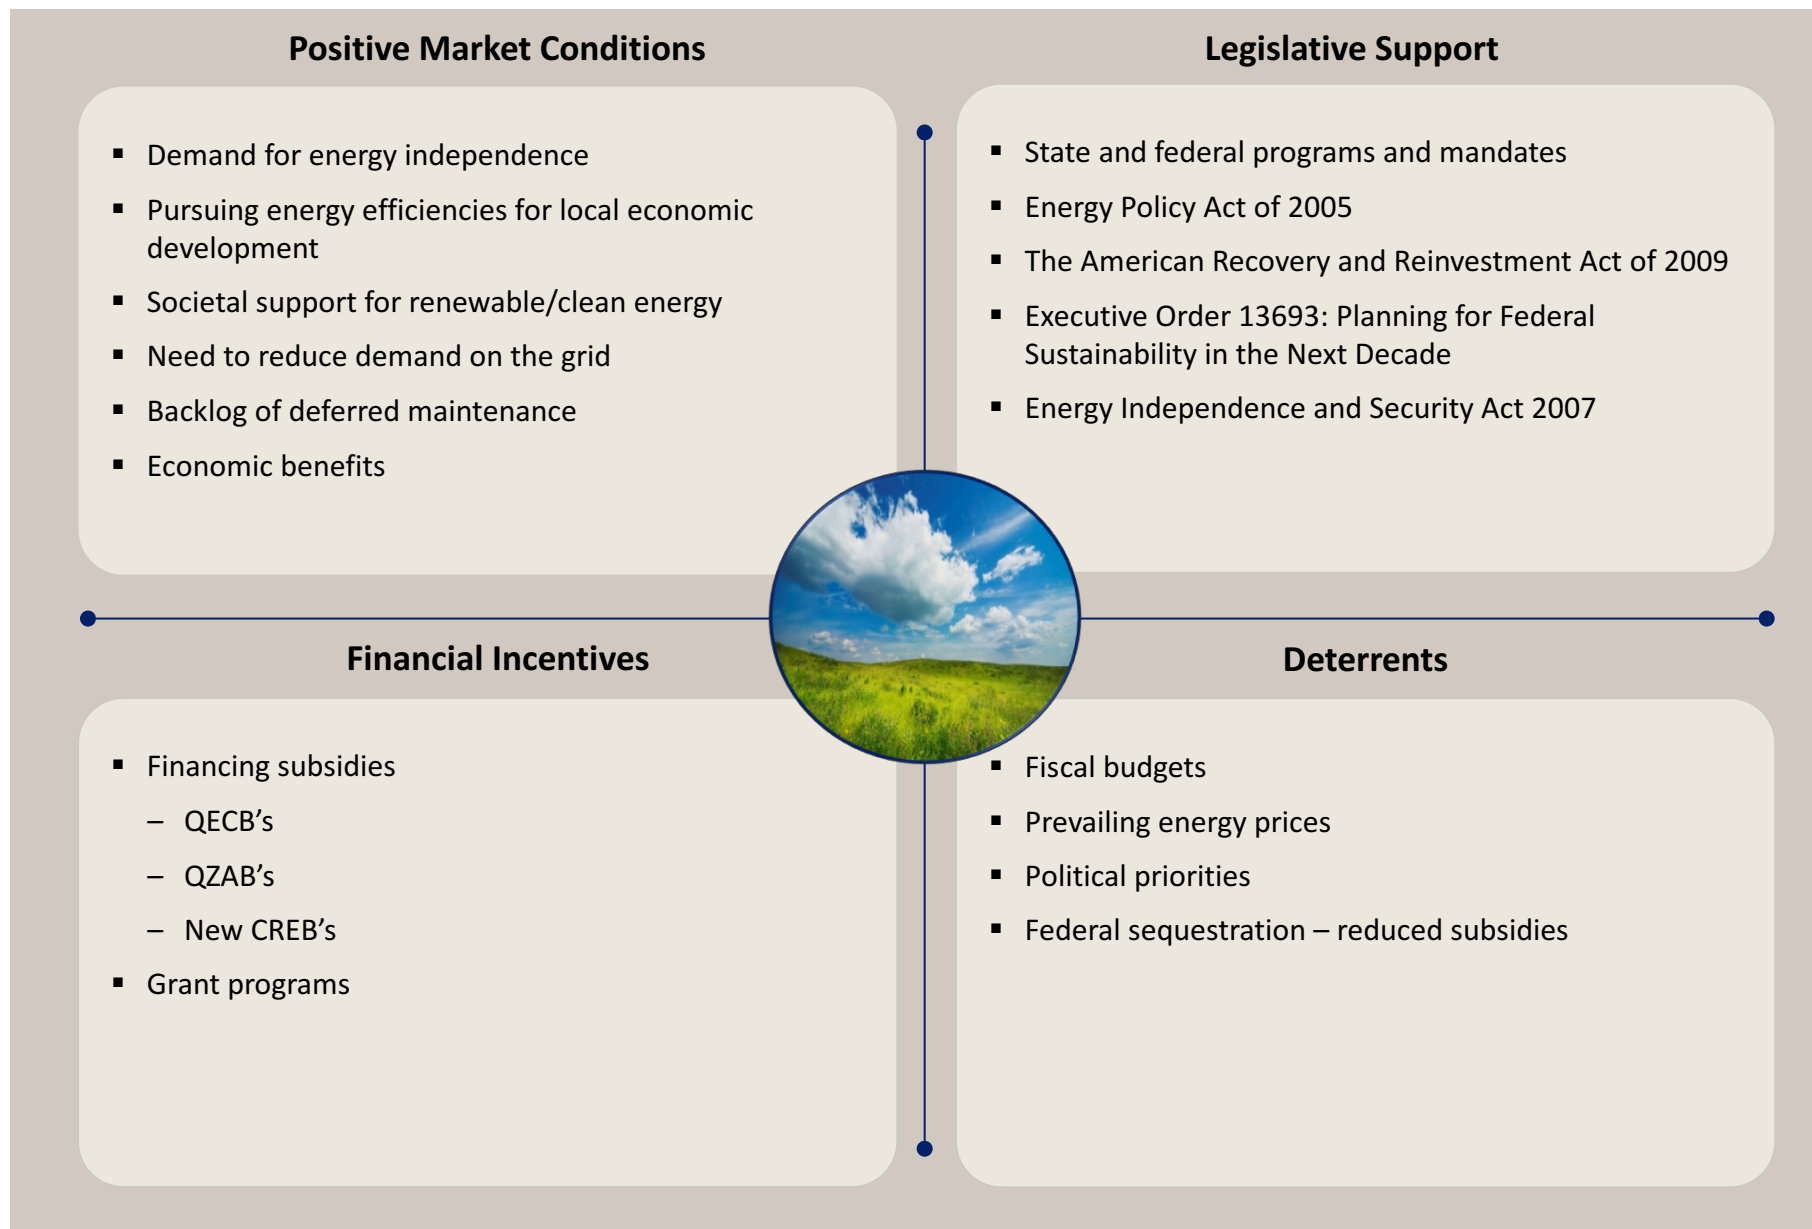 Positive Market Conditions
▪ Demand for energy independence
▪ Pursuing energy efficiencies for local economic
development
▪ Societal support for renewable/clean energy
▪ Need to reduce demand on the grid
▪ Backlog of deferred maintenance
▪ Economic benefits
Legislative Support
▪ State and federal programs and mandates
▪ Energy Policy Act of 2005
▪ The American Recovery and Reinvestment Act of 2009
▪ Executive Order 13693: Planning for Federal
Sustainability in the Next Decade
▪ Energy Independence and Security Act 2007
Financial Incentives
▪ Financing subsidies
– QECB’s
– QZAB’s
– New CREB’s
▪ Grant programs
Deterrents
▪ Fiscal budgets
▪ Prevailing energy prices
▪ Political priorities
▪ Federal sequestration – reduced subsidies